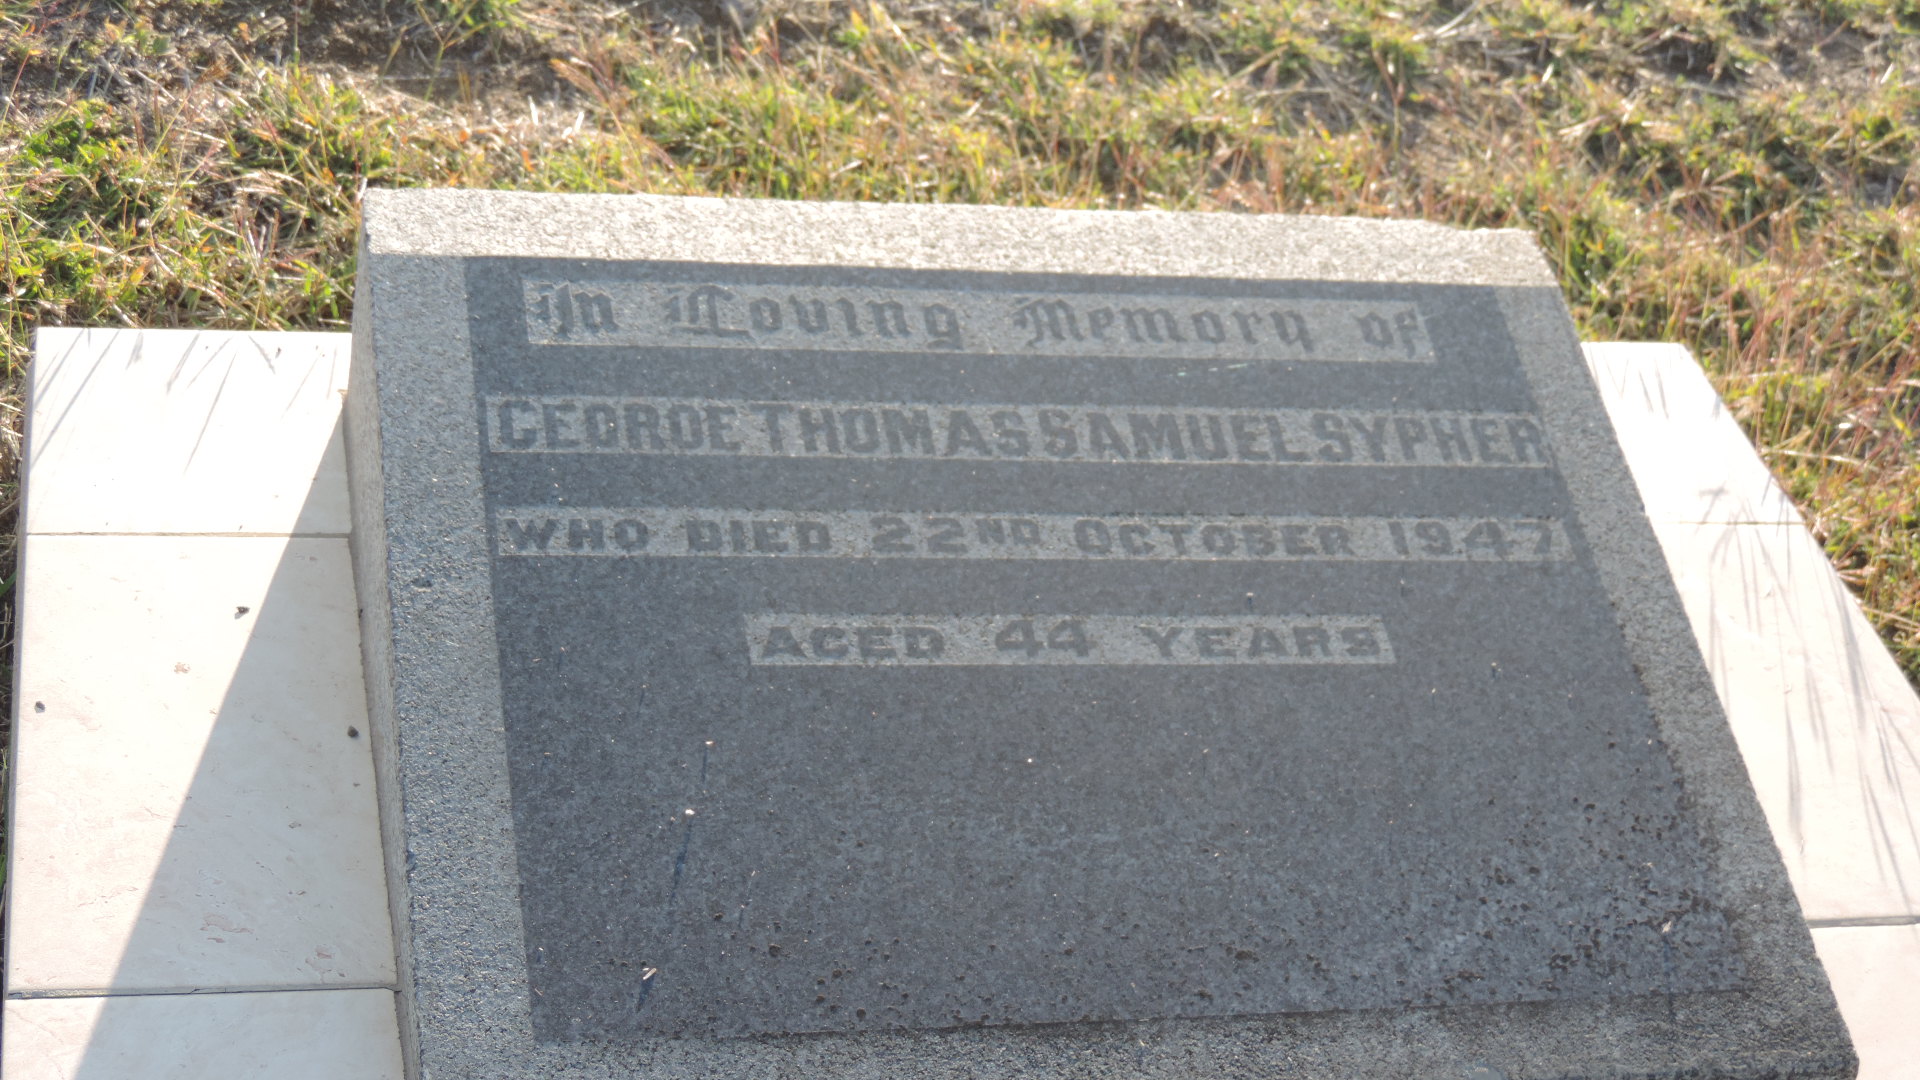 In Loving Memory of
GEORGE THOMAS SAMUEL SYPHER
WHO DIED 22ND OCTOBER 1947
AGED 44 YEARS